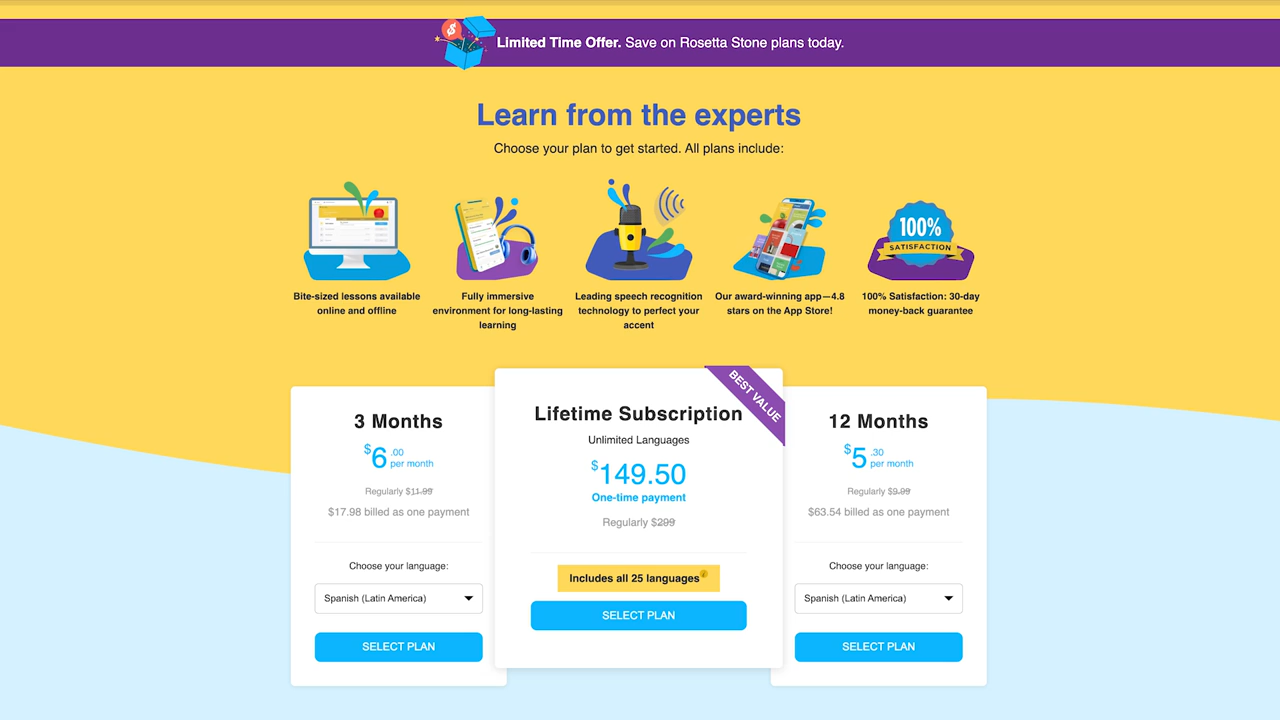 Limited Time Offer. Save on Rosetta Stone plans today.
Learn from the experts
Choose your plan to get started. All plans include:
100%
SATISFACTION
Bite-sized lessons available
online and offline
Fully immersive
environment for long-lasting
learning
Leading speech recognition
technology to perfect your
accent
Our award-winning app—4.8
stars on the App Store!
100% Satisfaction: 30-day
money-back guarantee
3 Months
$6.00
per month
Regularly $11.99
$17.98 billed as one payment
Choose your language:
Spanish (Latin America)
SELECT PLAN
BEST VALUE
Lifetime Subscription
Unlimited Languages
$149.50
One-time payment
Regularly $299
Includes all 25 languages
SELECT PLAN
12 Months
$5.30
per month
Regularly $9.99
$63.54 billed as one payment
Choose your language:
Spanish (Latin America)
SELECT PLAN